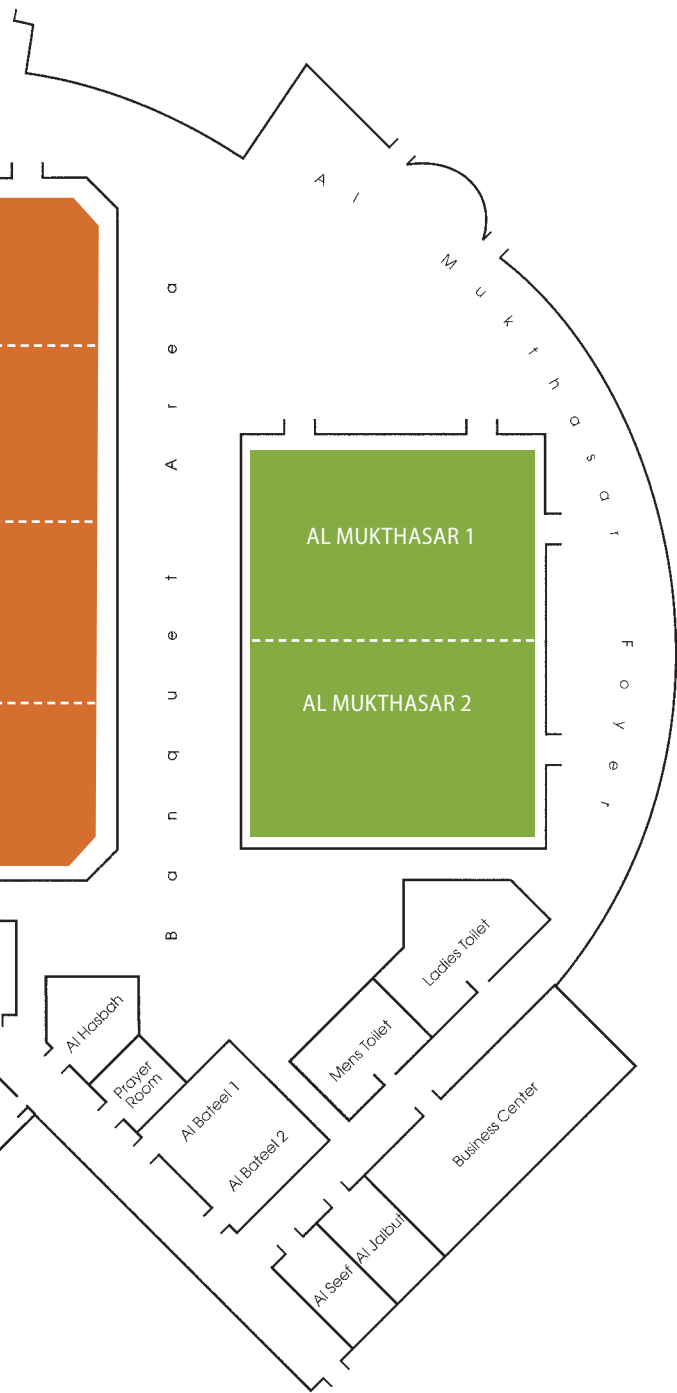 Al Mukthasar Foyer
Banquet Area
AL MUKTHASAR 1
AL MUKTHASAR 2
Ladies Toilet
Mens Toilet
Al Hasbah
Prayer
Room
Al Bateel 1
Al Bateel 2
Business Center
Al Jalbut
Al Seef